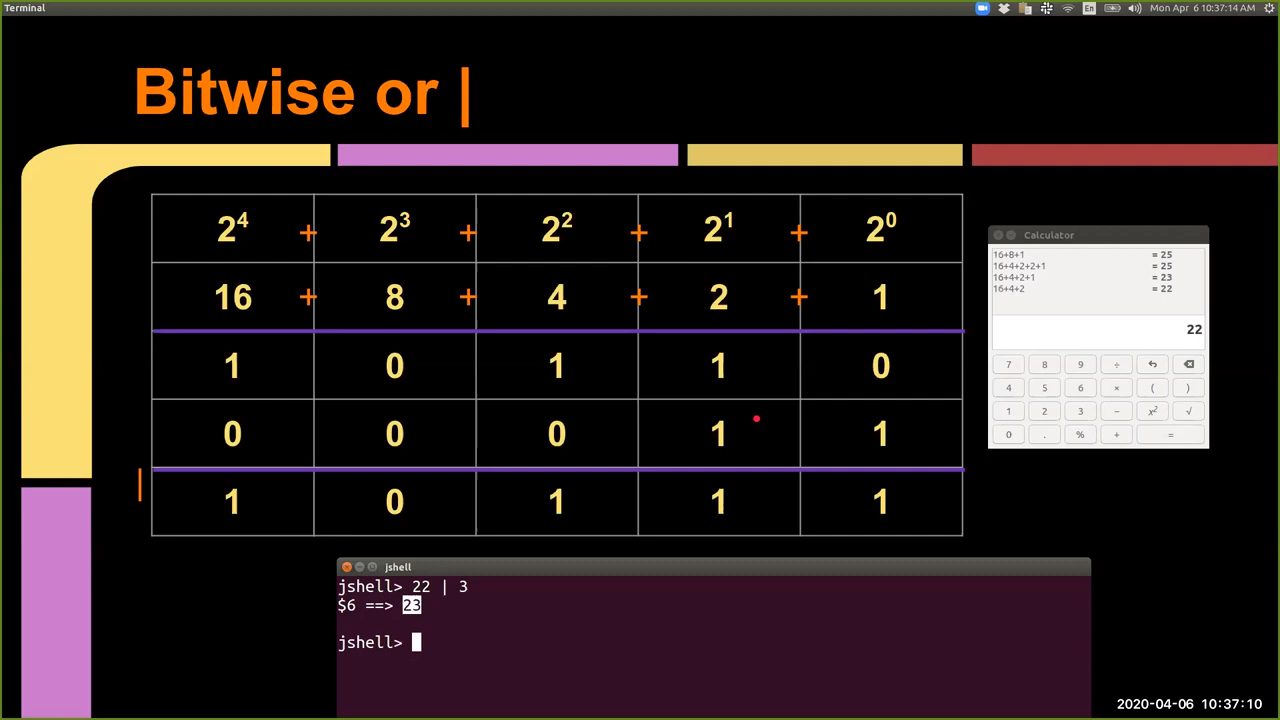 Terminal
En
Mon Apr 6 10:37:14 AM
Bitwise or |
2⁴ + 2³ + 2² + 2¹ + 2⁰
16 + 8 + 4 + 2 + 1
1 0 1 1 0
0 0 0 1 1
|
1 0 1 1 1
Calculator
16+8+1 = 25
16+4+2+2+1 = 25
16+4+2+1 = 23
16+4+2 = 22
22
7 8 9 ÷
4 5 6 × ( )
1 2 3 − x² √
0 . % + =
jshell
jshell> 22 | 3
$6 ==> 23
jshell>
2020-04-06 10:37:10